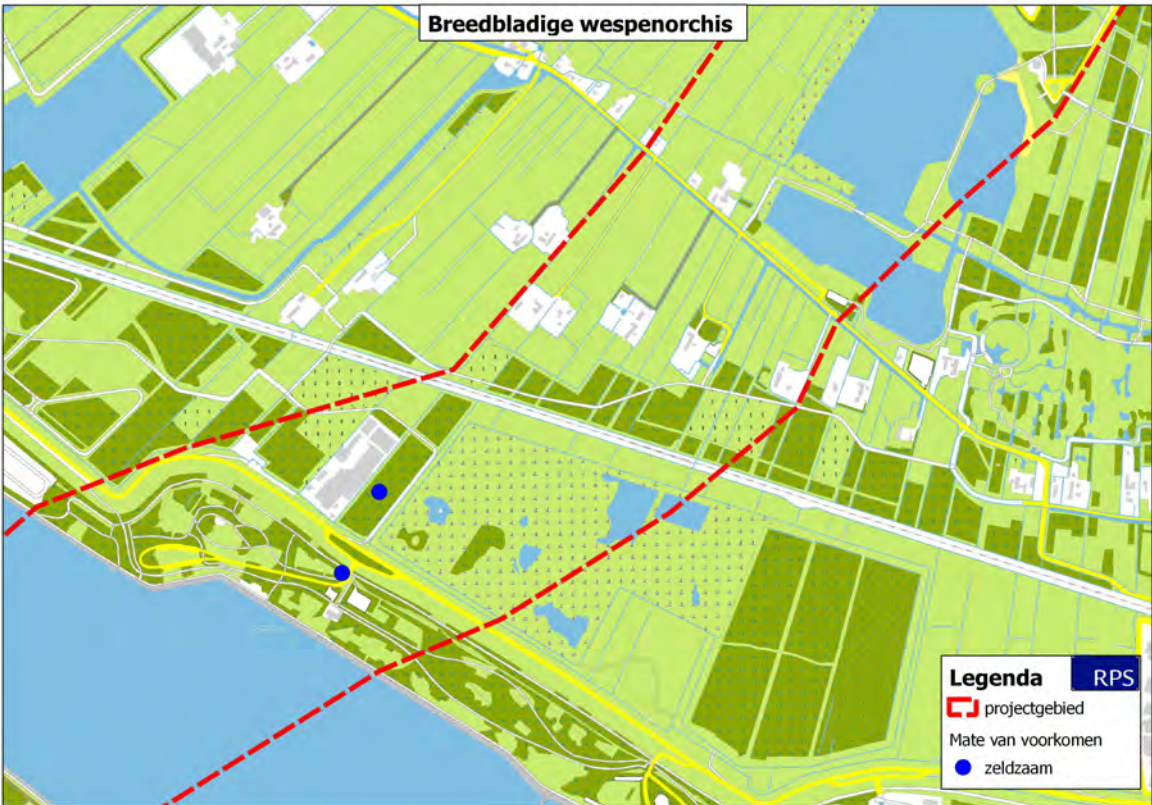 Breedbladige wespenorchis
Legenda
RPS
projectgebied
Mate van voorkomen
zeldzaam